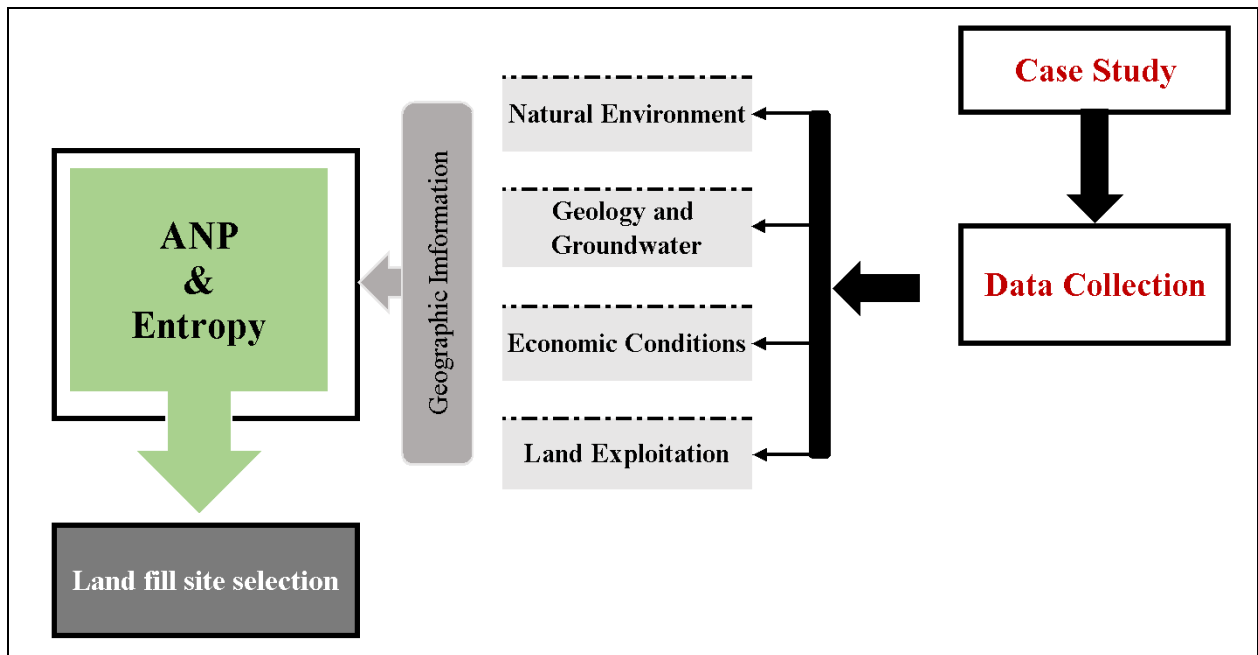 Case Study
Data Collection
Natural Environment
Geology and
Groundwater
Economic Conditions
Land Exploitation
Geographic Imformation
ANP
&
Entropy
Land fill site selection